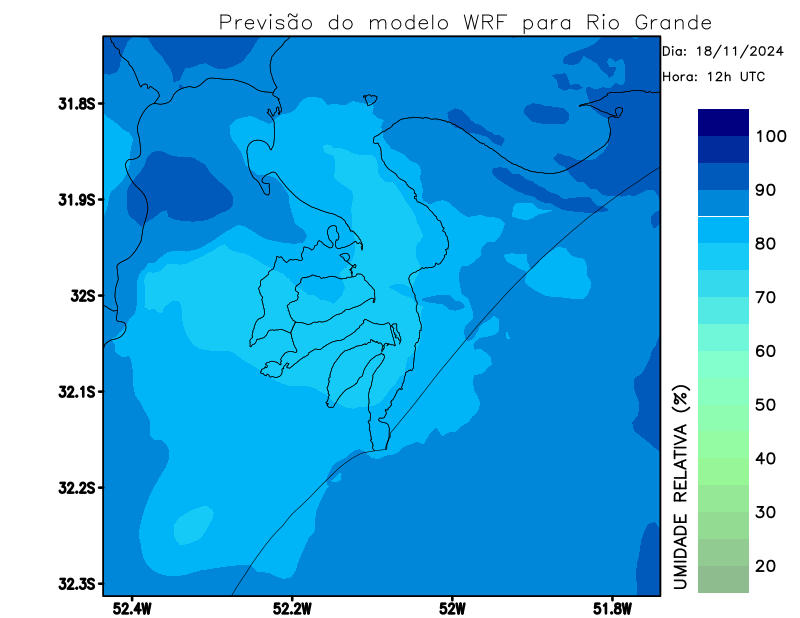 Previsão do modelo WRF para Rio Grande
Dia: 18/11/2024
Hora: 12h UTC
31.8S
31.9S
32S
32.1S
32.2S
32.3S
52.4W 52.2W 52W 51.8W
100
90
80
70
60
50
40
30
20
UMIDADE RELATIVA (%)